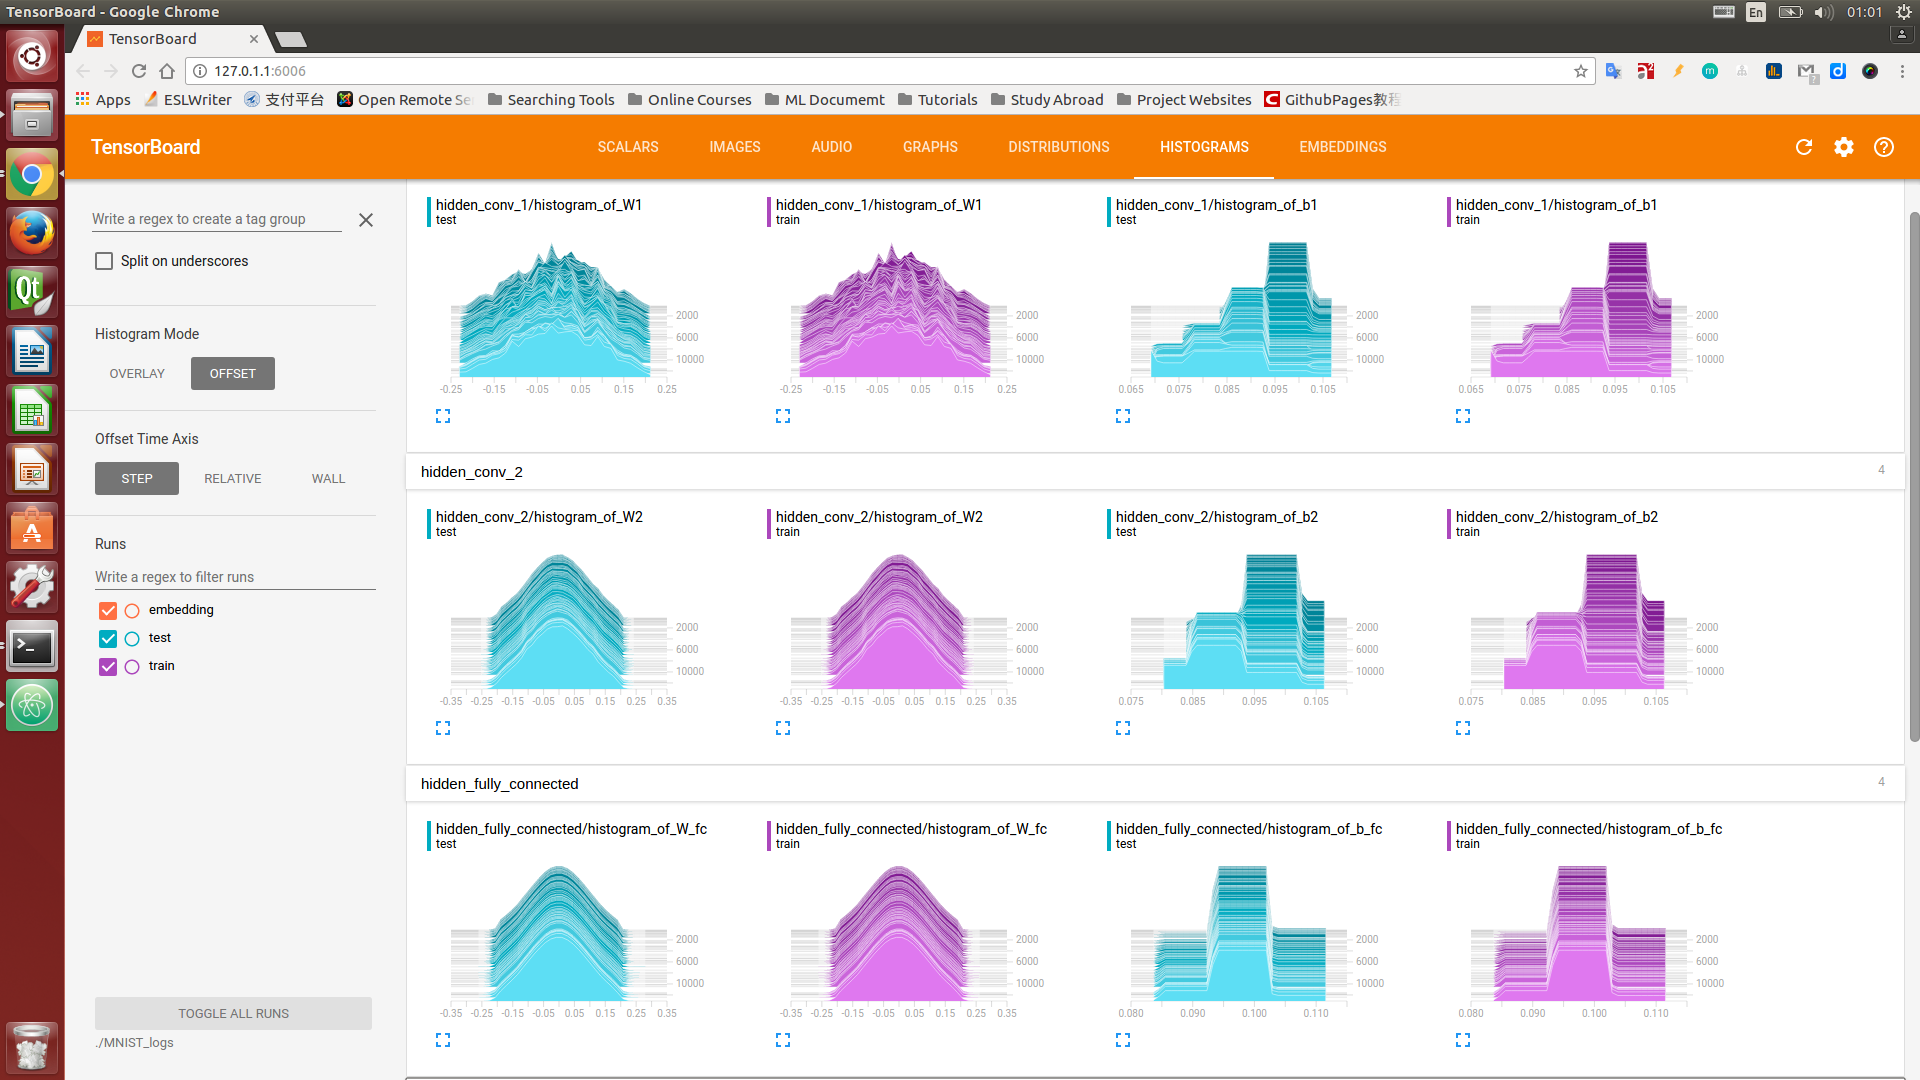 TensorBoard - Google Chrome
En
01:01
TensorBoard
127.0.1.1:6006
Apps
ESLWriter
支付平台
Open Remote Se
Searching Tools
Online Courses
ML Documemt
Tutorials
Study Abroad
Project Websites
GithubPages教程
TensorBoard
SCALARS
IMAGES
AUDIO
GRAPHS
DISTRIBUTIONS
HISTOGRAMS
EMBEDDINGS
Write a regex to create a tag group
Split on underscores
Histogram Mode
OVERLAY
OFFSET
Offset Time Axis
STEP
RELATIVE
WALL
Runs
Write a regex to filter runs
embedding
test
train
TOGGLE ALL RUNS
./MNIST_logs
hidden_conv_1/histogram_of_W1
test
2000
6000
10000
-0.25 -0.15 -0.05 0.05 0.15 0.25
hidden_conv_1/histogram_of_W1
train
2000
6000
10000
-0.25 -0.15 -0.05 0.05 0.15 0.25
hidden_conv_1/histogram_of_b1
test
2000
6000
10000
0.065 0.075 0.085 0.095 0.105
hidden_conv_1/histogram_of_b1
train
2000
6000
10000
0.065 0.075 0.085 0.095 0.105
hidden_conv_2
4
hidden_conv_2/histogram_of_W2
test
2000
6000
10000
-0.35 -0.25 -0.15 -0.05 0.05 0.15 0.25 0.35
hidden_conv_2/histogram_of_W2
train
2000
6000
10000
-0.35 -0.25 -0.15 -0.05 0.05 0.15 0.25 0.35
hidden_conv_2/histogram_of_b2
test
2000
6000
10000
0.075 0.085 0.095 0.105
hidden_conv_2/histogram_of_b2
train
2000
6000
10000
0.075 0.085 0.095 0.105
hidden_fully_connected
4
hidden_fully_connected/histogram_of_W_fc
test
2000
6000
10000
-0.35 -0.25 -0.15 -0.05 0.05 0.15 0.25 0.35
hidden_fully_connected/histogram_of_W_fc
train
2000
6000
10000
-0.35 -0.25 -0.15 -0.05 0.05 0.15 0.25 0.35
hidden_fully_connected/histogram_of_b_fc
test
2000
6000
10000
0.080 0.090 0.100 0.110
hidden_fully_connected/histogram_of_b_fc
train
2000
6000
10000
0.080 0.090 0.100 0.110